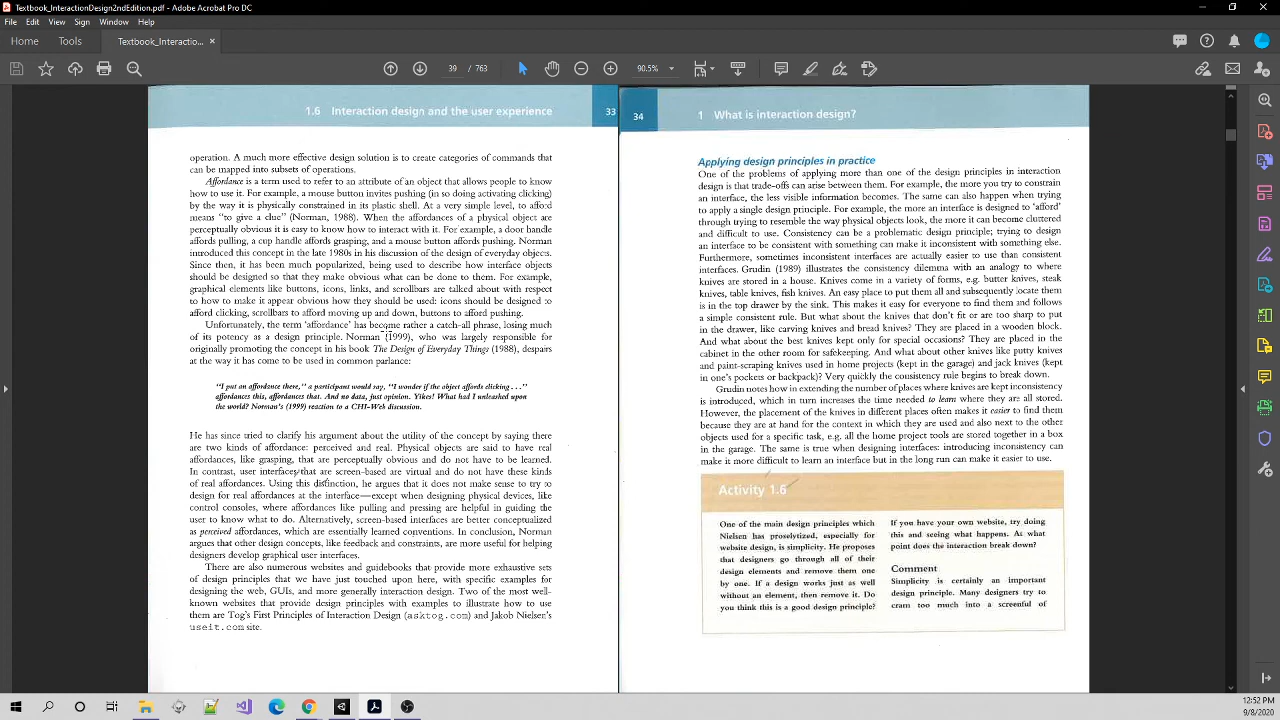 Textbook_InteractionDesign2ndEdition.pdf - Adobe Acrobat Pro DC
File Edit View Sign Window Help
Home Tools Textbook_Interactio... ×
39 / 763 90.5%
1.6 Interaction design and the user experience 33
operation. A much more effective design solution is to create categories of commands that
can be mapped into subsets of operations.
Affordance is a term used to refer to an attribute of an object that allows people to know
how to use it. For example, a mouse button invites pushing (in so doing activating clicking)
by the way it is physically constrained in its plastic shell. At a very simple level, to afford
means "to give a clue" (Norman, 1988). When the affordances of a physical object are
perceptually obvious it is easy to know how to interact with it. For example, a door handle
affords pulling, a cup handle affords grasping, and a mouse button affords pushing. Norman
introduced this concept in the late 1980s in his discussion of the design of everyday objects.
Since then, it has been much popularized, being used to describe how interface objects
should be designed so that they make obvious what can be done to them. For example,
graphical elements like buttons, icons, links, and scrollbars are talked about with respect
to how to make it appear obvious how they should be used: icons should be designed to
afford clicking, scrollbars to afford moving up and down, buttons to afford pushing.
Unfortunately, the term 'affordance' has become rather a catch-all phrase, losing much
of its potency as a design principle. Norman (1999), who was largely responsible for
originally promoting the concept in his book The Design of Everyday Things (1988), despairs
at the way it has come to be used in common parlance:
"I put an affordance there," a participant would say, "I wonder if the object affords clicking . . ."
affordances this, affordances that. And no data, just opinion. Yikes! What had I unleashed upon
the world? Norman's (1999) reaction to a CHI-Web discussion.
He has since tried to clarify his argument about the utility of the concept by saying there
are two kinds of affordance: perceived and real. Physical objects are said to have real
affordances, like grasping, that are perceptually obvious and do not have to be learned.
In contrast, user interfaces that are screen-based are virtual and do not have these kinds
of real affordances. Using this distinction, he argues that it does not make sense to try to
design for real affordances at the interface—except when designing physical devices, like
control consoles, where affordances like pulling and pressing are helpful in guiding the
user to know what to do. Alternatively, screen-based interfaces are better conceptualized
as perceived affordances, which are essentially learned conventions. In conclusion, Norman
argues that other design concepts, like feedback and constraints, are more useful for helping
designers develop graphical user interfaces.
There are also numerous websites and guidebooks that provide more exhaustive sets
of design principles that we have just touched upon here, with specific examples for
designing the web, GUIs, and more generally interaction design. Two of the most well-
known websites that provide design principles with examples to illustrate how to use
them are Tog's First Principles of Interaction Design (asktog.com) and Jakob Nielsen's
useit.com site.
34 1 What is interaction design?
Applying design principles in practice
One of the problems of applying more than one of the design principles in interaction
design is that trade-offs can arise between them. For example, the more you try to constrain
an interface, the less visible information becomes. The same can also happen when trying
to apply a single design principle. For example, the more an interface is designed to 'afford'
through trying to resemble the way physical objects look, the more it can become cluttered
and difficult to use. Consistency can be a problematic design principle; trying to design
an interface to be consistent with something can make it inconsistent with something else.
Furthermore, sometimes inconsistent interfaces are actually easier to use than consistent
interfaces. Grudin (1989) illustrates the consistency dilemma with an analogy to where
knives are stored in a house. Knives come in a variety of forms, e.g. butter knives, steak
knives, table knives, fish knives. An easy place to put them all and subsequently locate them
is in the top drawer by the sink. This makes it easy for everyone to find them and follows
a simple consistent rule. But what about the knives that don't fit or are too sharp to put
in the drawer, like carving knives and bread knives? They are placed in a wooden block.
And what about the best knives kept only for special occasions? They are placed in the
cabinet in the other room for safekeeping. And what about other knives like putty knives
and paint-scraping knives used in home projects (kept in the garage) and jack knives (kept
in one's pockets or backpack)? Very quickly the consistency rule begins to break down.
Grudin notes how in extending the number of places where knives are kept inconsistency
is introduced, which in turn increases the time needed to learn where they are all stored.
However, the placement of the knives in different places often makes it easier to find them
because they are at hand for the context in which they are used and also next to the other
objects used for a specific task, e.g. all the home project tools are stored together in a box
in the garage. The same is true when designing interfaces: introducing inconsistency can
make it more difficult to learn an interface but in the long run can make it easier to use.
Activity 1.6
One of the main design principles which
Nielsen has proselytized, especially for
website design, is simplicity. He proposes
that designers go through all of their
design elements and remove them one
by one. If a design works just as well
without an element, then remove it. Do
you think this is a good design principle?
If you have your own website, try doing
this and seeing what happens. At what
point does the interaction break down?
Comment
Simplicity is certainly an important
design principle. Many designers try to
cram too much into a screenful of
12:52 PM
9/8/2020